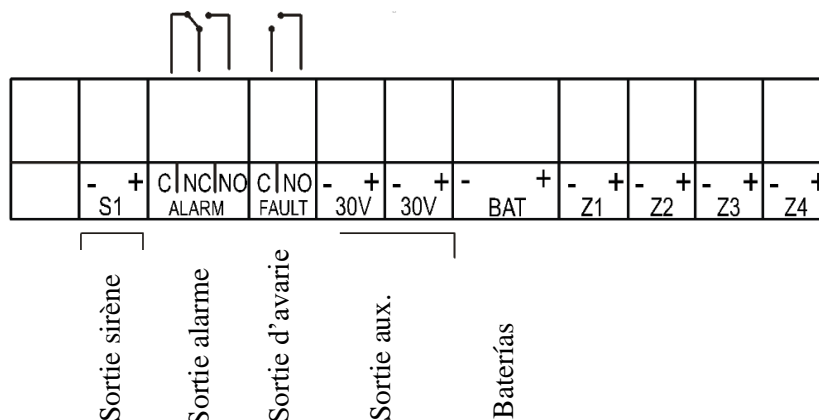 - + C NC NO C NO - + - + - + - + - + - + - +
S1 ALARM FAULT 30V 30V BAT Z1 Z2 Z3 Z4
Sortie sirène
Sortie alarme
Sortie d'avarie
Sortie aux.
Baterías